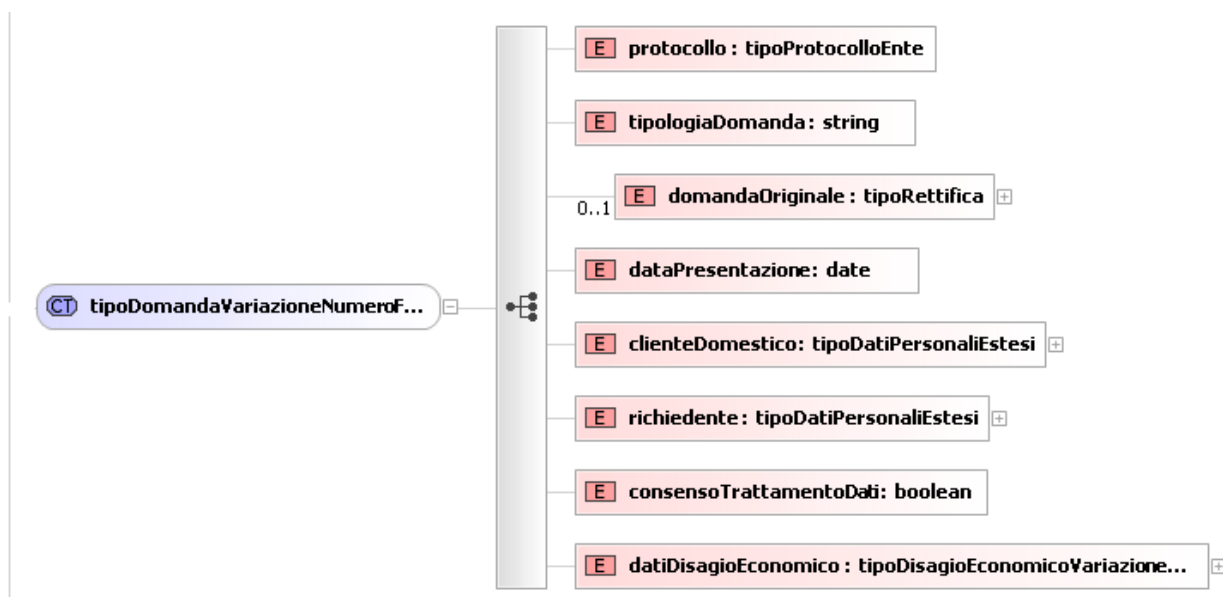 E protocollo : tipoProtocolloEnte
E tipologiaDomanda : string
0..1 E domandaOriginale : tipoRettifica
E dataPresentazione: date
CT tipoDomandaVariazioneNumeroF...
E clienteDomestico: tipoDatiPersonaliEstesi
E richiedente : tipoDatiPersonaliEstesi
E consensoTrattamentoDati: boolean
E datiDisagioEconomico : tipoDisagioEconomicoVariazione...